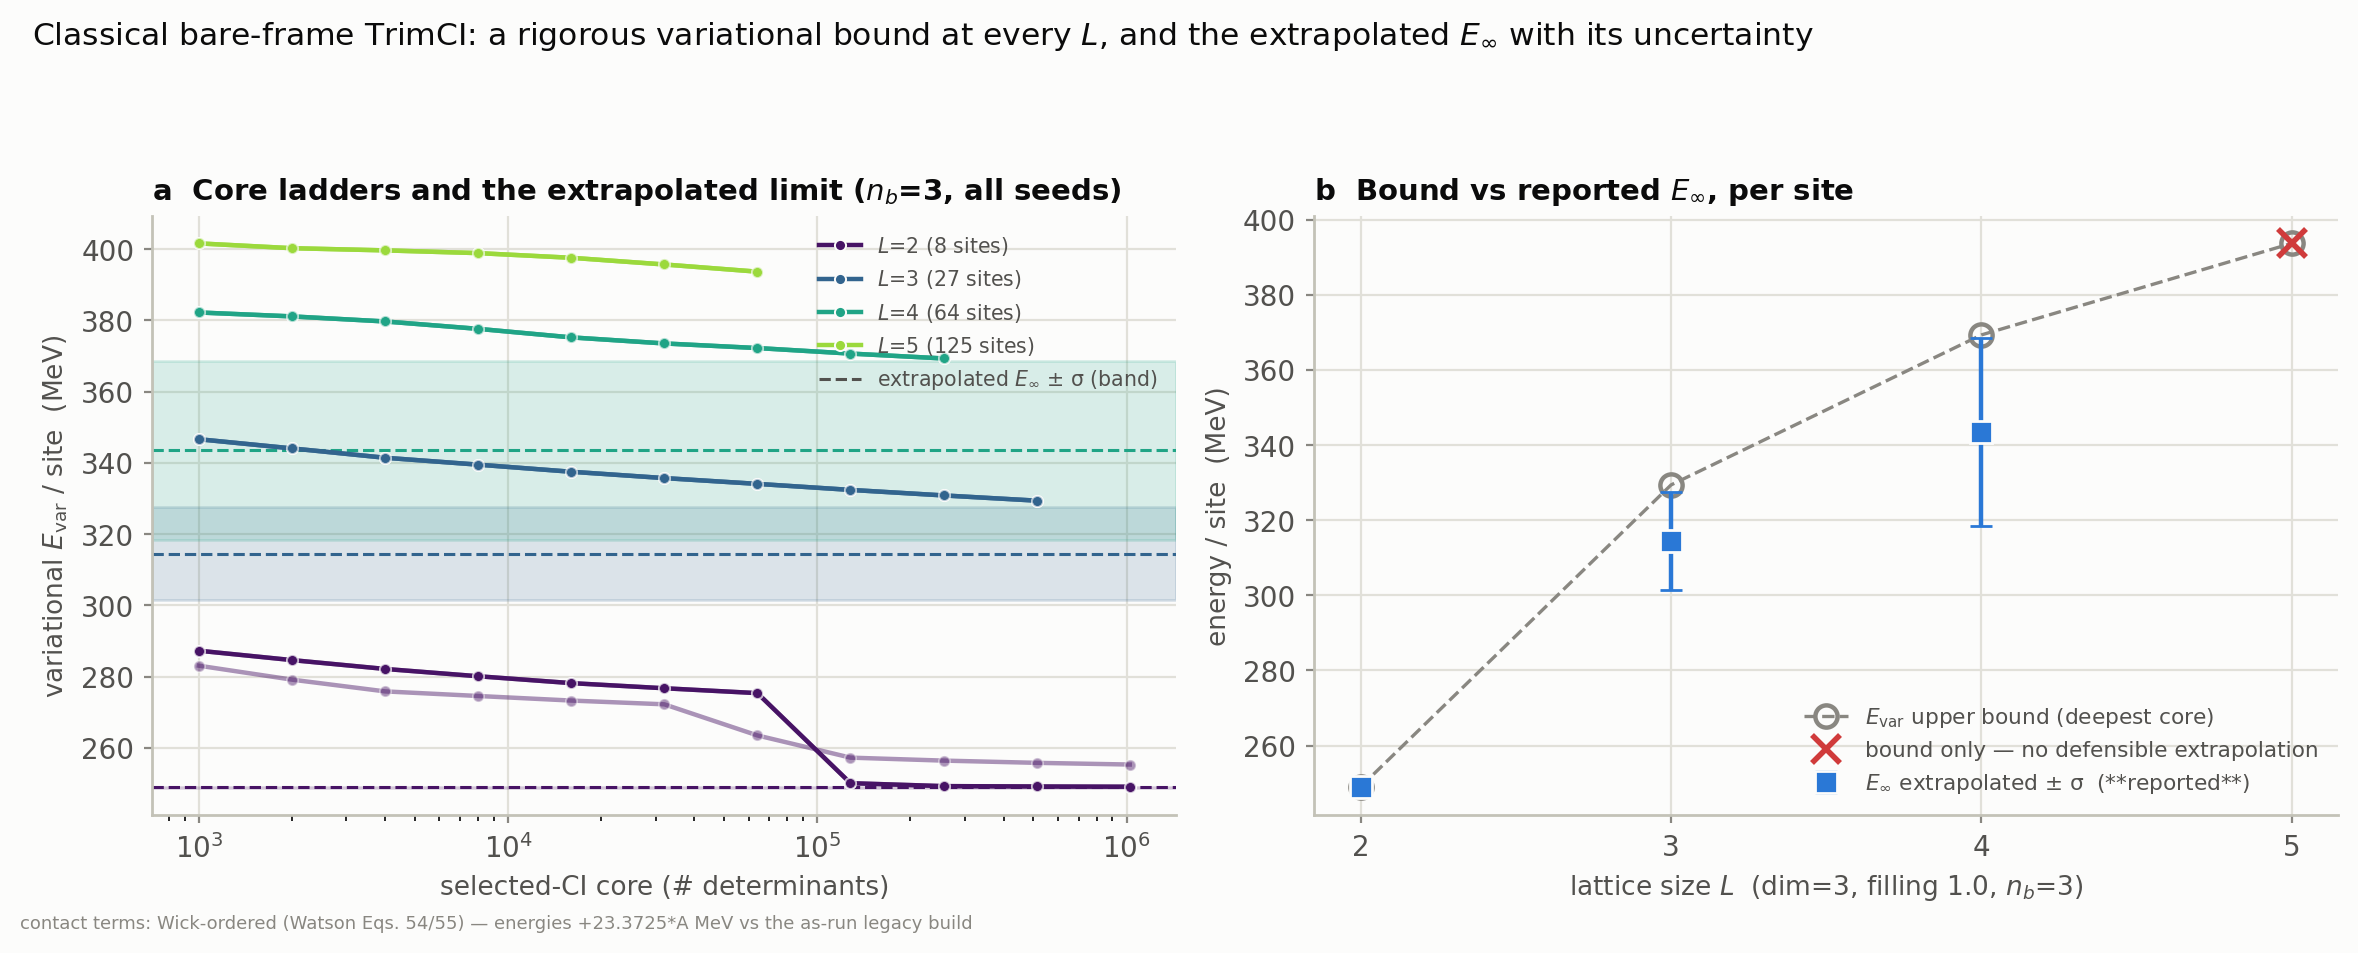 Classical bare-frame TrimCI: a rigorous variational bound at every L, and the extrapolated E∞ with its uncertainty
a Core ladders and the extrapolated limit (n_b=3, all seeds)
variational E_var / site (MeV)
400
380
360
340
320
300
280
260
L=2 (8 sites)
L=3 (27 sites)
L=4 (64 sites)
L=5 (125 sites)
extrapolated E∞ ± σ (band)
10³
10⁴
10⁵
10⁶
selected-CI core (# determinants)
b Bound vs reported E∞, per site
energy / site (MeV)
400
380
360
340
320
300
280
260
E_var upper bound (deepest core)
bound only — no defensible extrapolation
E∞ extrapolated ± σ (**reported**)
2
3
4
5
lattice size L (dim=3, filling 1.0, n_b=3)
contact terms: Wick-ordered (Watson Eqs. 54/55) — energies +23.3725*A MeV vs the as-run legacy build